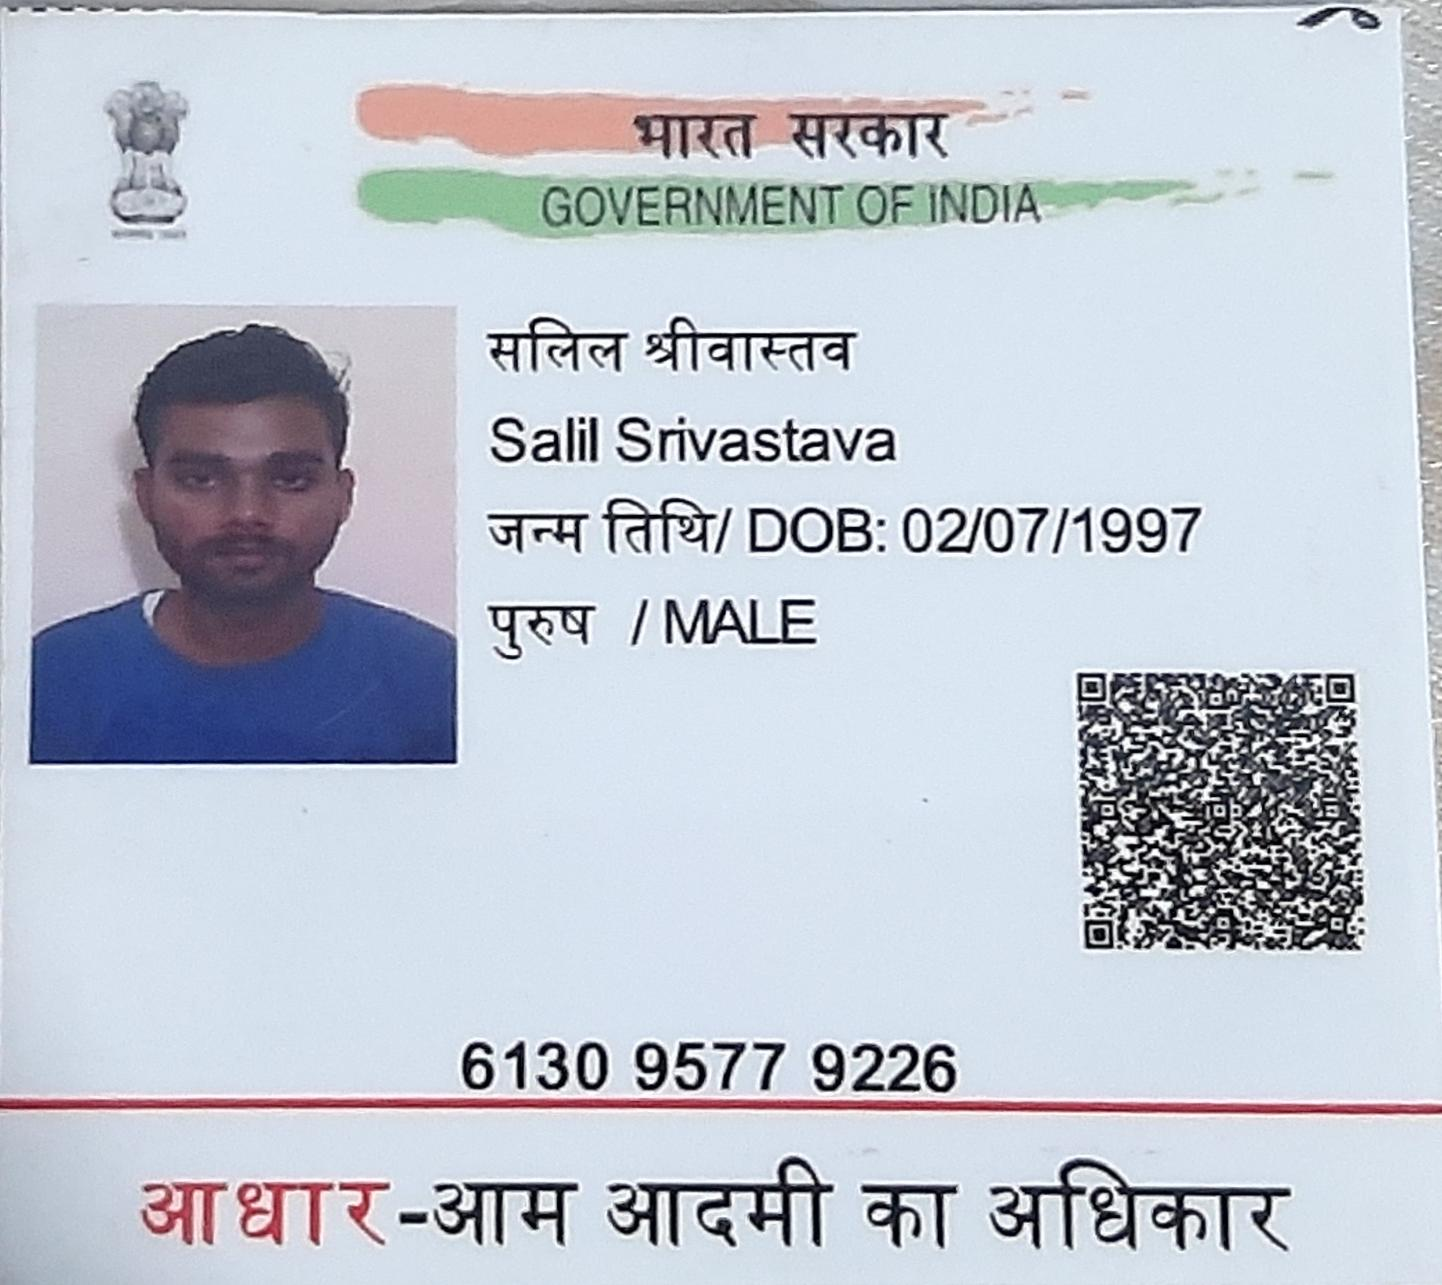 भारत सरकार
GOVERNMENT OF INDIA
सलिल श्रीवास्तव
Salil Srivastava
जन्म तिथि/ DOB: 02/07/1997
पुरुष / MALE
6130 9577 9226
आधार-आम आदमी का अधिकार